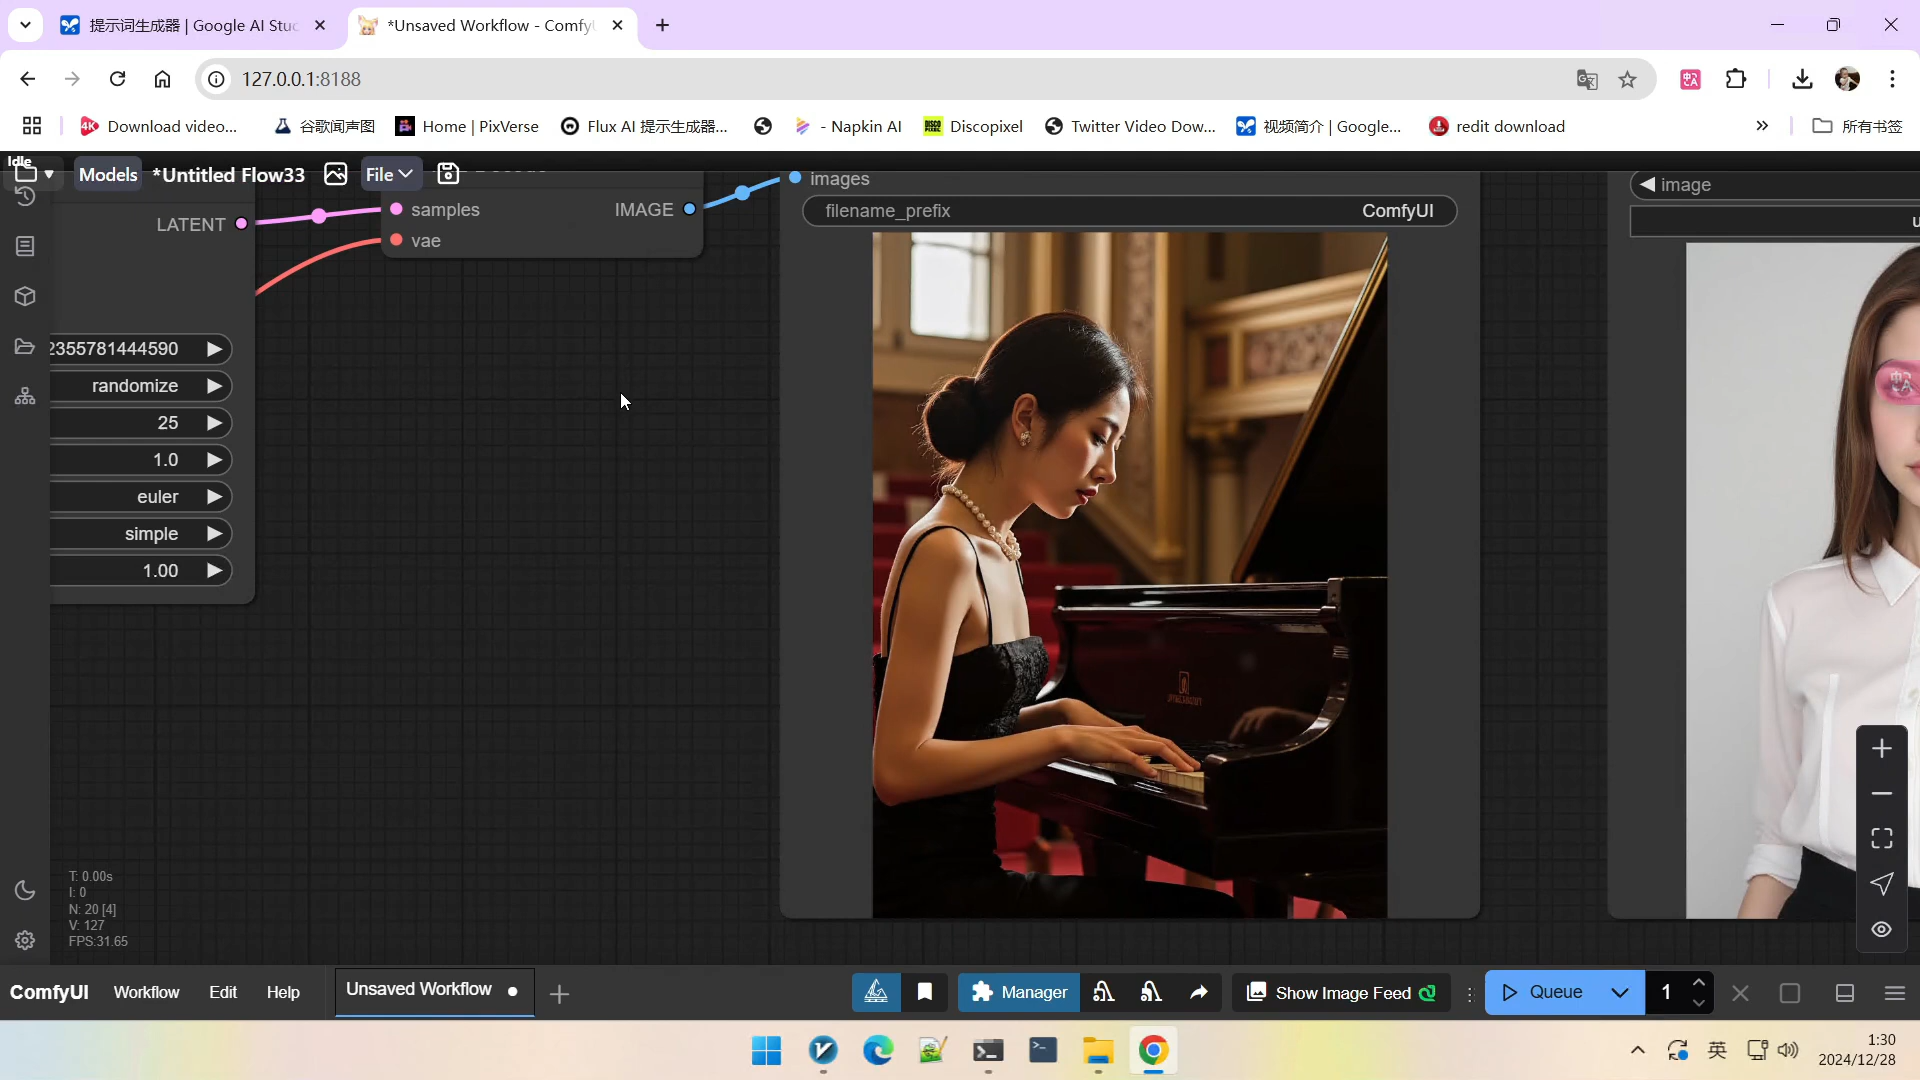 提示词生成器 | Google AI Stuc
*Unsaved Workflow - ComfyU
127.0.0.1:8188
Download video...
谷歌闻声图
Home | PixVerse
Flux AI 提示生成器...
- Napkin AI
Discopixel
Twitter Video Dow...
视频简介 | Google...
redit download
所有书签
Idle
Models
*Untitled Flow33
File
images
samples
IMAGE
filename_prefix
ComfyUI
image
LATENT
vae
2355781444590
randomize
25
1.0
euler
simple
1.00
T: 0.00s
I: 0
N: 20 [4]
V: 127
FPS:31.65
ComfyUI
Workflow
Edit
Help
Unsaved Workflow
Manager
Show Image Feed
Queue
1
英
1:30
2024/12/28